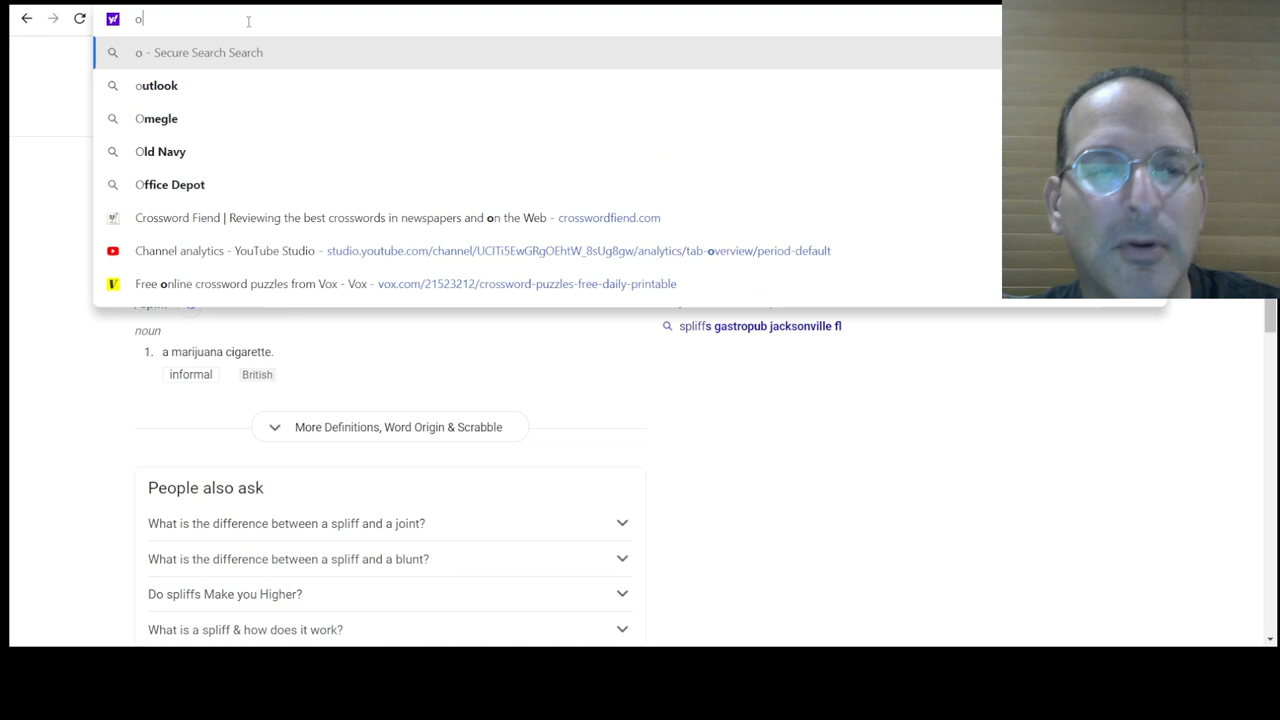 o
o - Secure Search Search
outlook
Omegle
Old Navy
Office Depot
Crossword Fiend | Reviewing the best crosswords in newspapers and on the Web - crosswordfiend.com
Channel analytics - YouTube Studio - studio.youtube.com/channel/UCITi5EwGRgOEhtW_8sUg8gw/analytics/tab-overview/period-default
Free online crossword puzzles from Vox - Vox - vox.com/21523212/crossword-puzzles-free-daily-printable
noun
spliffs gastropub jacksonville fl
1. a marijuana cigarette.
informal British
More Definitions, Word Origin & Scrabble
People also ask
What is the difference between a spliff and a joint?
What is the difference between a spliff and a blunt?
Do spliffs Make you Higher?
What is a spliff & how does it work?